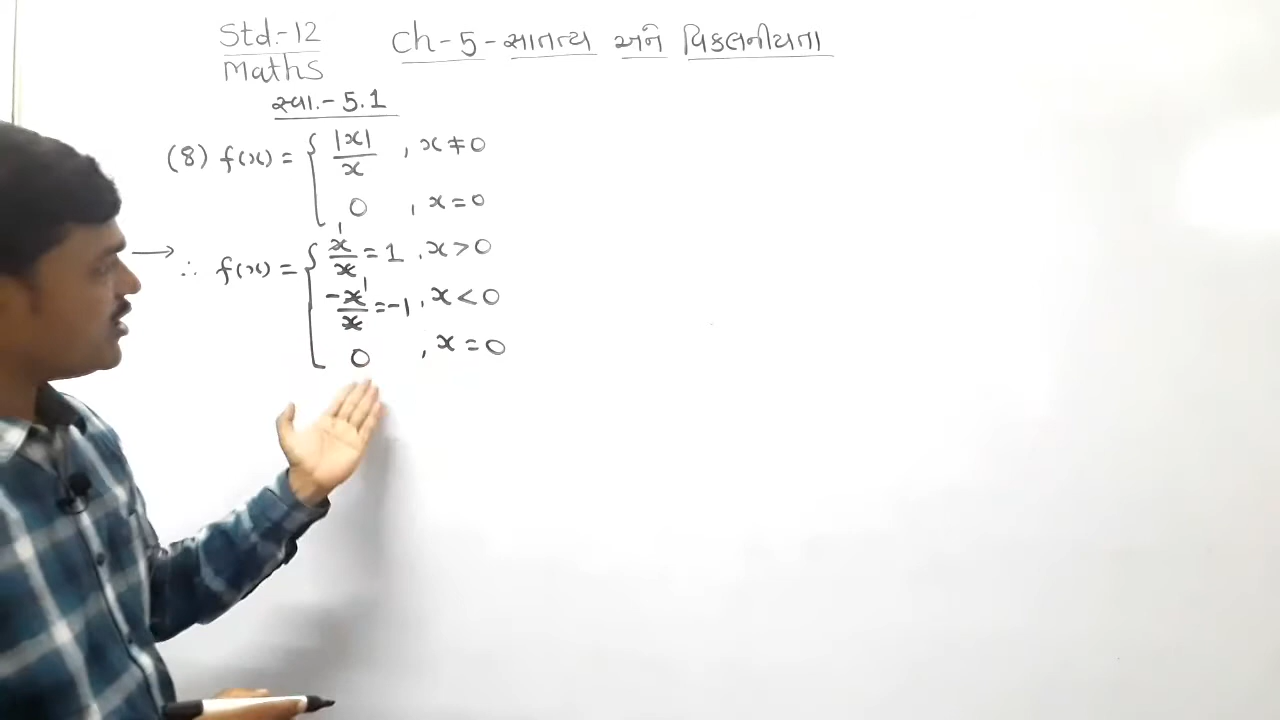 Std.-12 Ch-5-સાતત્ય અને વિકલનીયતા
Maths
સ્વા.-5.1
(8) f(x) = { |x|/x , x ≠ 0
0 , x = 0
→ ∴ f(x) = { x/x = 1 , x > 0
-x/x = -1 , x < 0
0 , x = 0